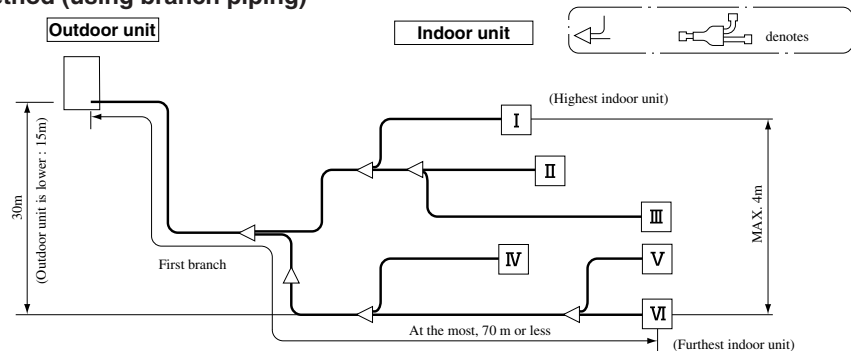 thod (using branch piping)
Outdoor unit
Indoor unit
denotes
(Highest indoor unit)
I
II
III
IV
V
VI
30m
(Outdoor unit is lower : 15m)
First branch
MAX. 4m
At the most, 70 m or less
(Furthest indoor unit)